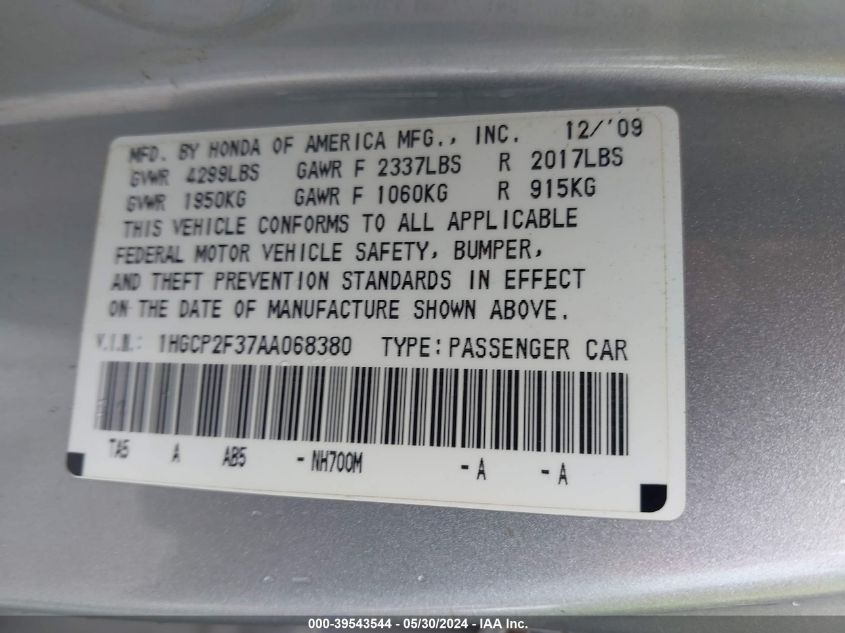 MFD. BY HONDA OF AMERICA MFG., INC. 12/'09
GVWR 4299LBS GAWR F 2337LBS R 2017LBS
GVWR 1950KG GAWR F 1060KG R 915KG
THIS VEHICLE CONFORMS TO ALL APPLICABLE
FEDERAL MOTOR VEHICLE SAFETY, BUMPER,
AND THEFT PREVENTION STANDARDS IN EFFECT
ON THE DATE OF MANUFACTURE SHOWN ABOVE.
V.I.N.: 1HGCP2F37AA068380 TYPE: PASSENGER CAR
TA5 A AB5 - NH700M - A - A
000-39543544 — 05/30/2024 — IAA Inc.